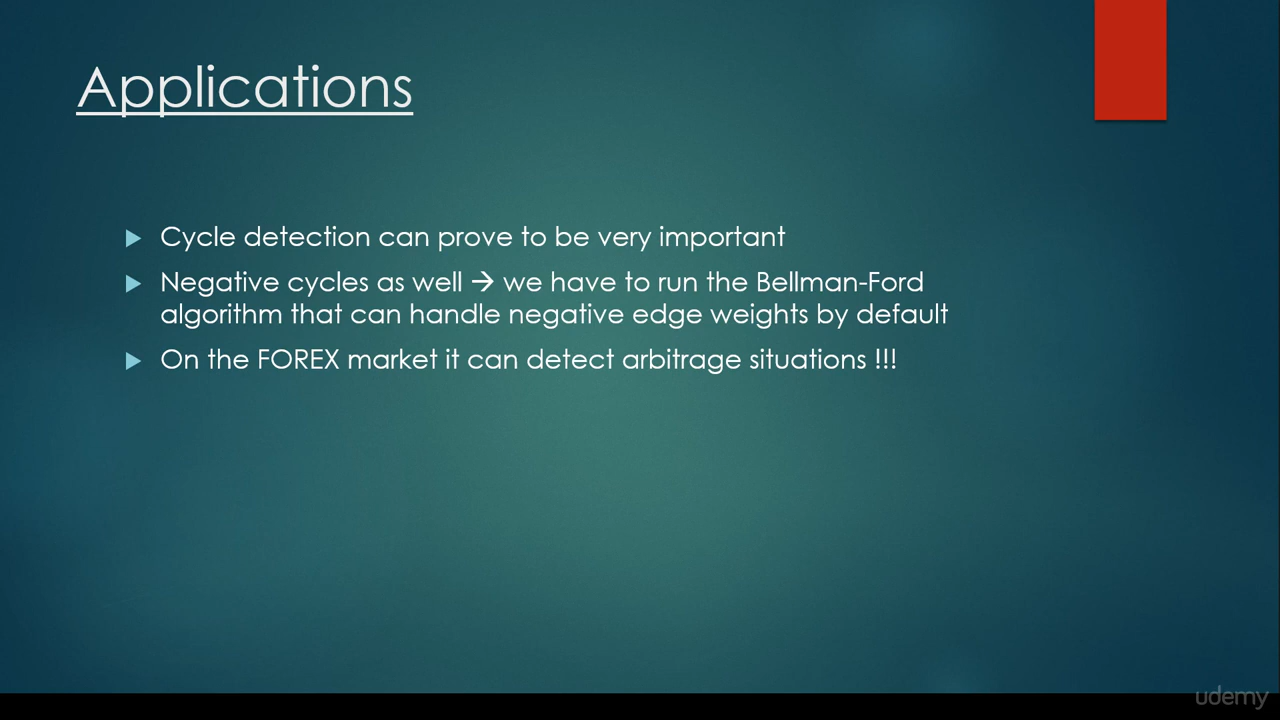 Applications
Cycle detection can prove to be very important
Negative cycles as well → we have to run the Bellman-Ford
algorithm that can handle negative edge weights by default
On the FOREX market it can detect arbitrage situations !!!
udemy